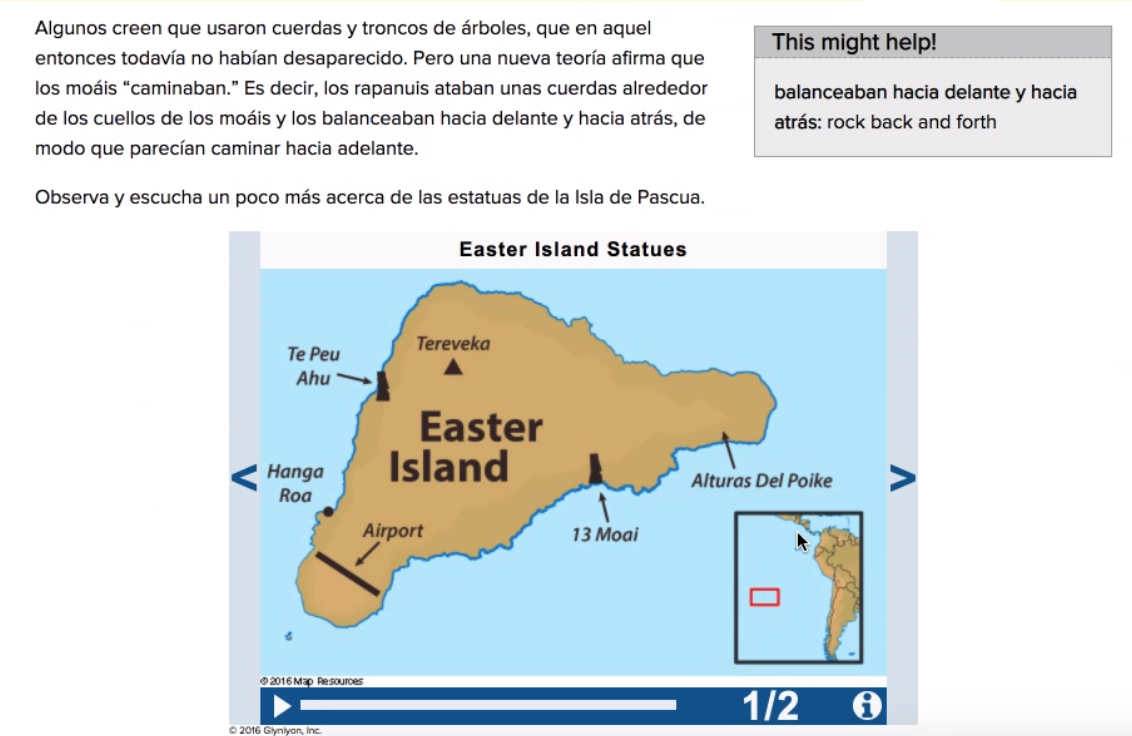 Algunos creen que usaron cuerdas y troncos de árboles, que en aquel
entonces todavía no habían desaparecido. Pero una nueva teoría afirma que
los moáis “caminaban.” Es decir, los rapanuis ataban unas cuerdas alrededor
de los cuellos de los moáis y los balanceaban hacia delante y hacia atrás, de
modo que parecían caminar hacia adelante.
This might help!
balanceaban hacia delante y hacia
atrás: rock back and forth
Observa y escucha un poco más acerca de las estatuas de la Isla de Pascua.
Easter Island Statues
Te Peu
Ahu
Tereveka
Easter
Island
Hanga
Roa
Airport
13 Moai
Alturas Del Poike
<
>
© 2016 Map Resources
1/2
i
© 2016 Glynlyon, Inc.